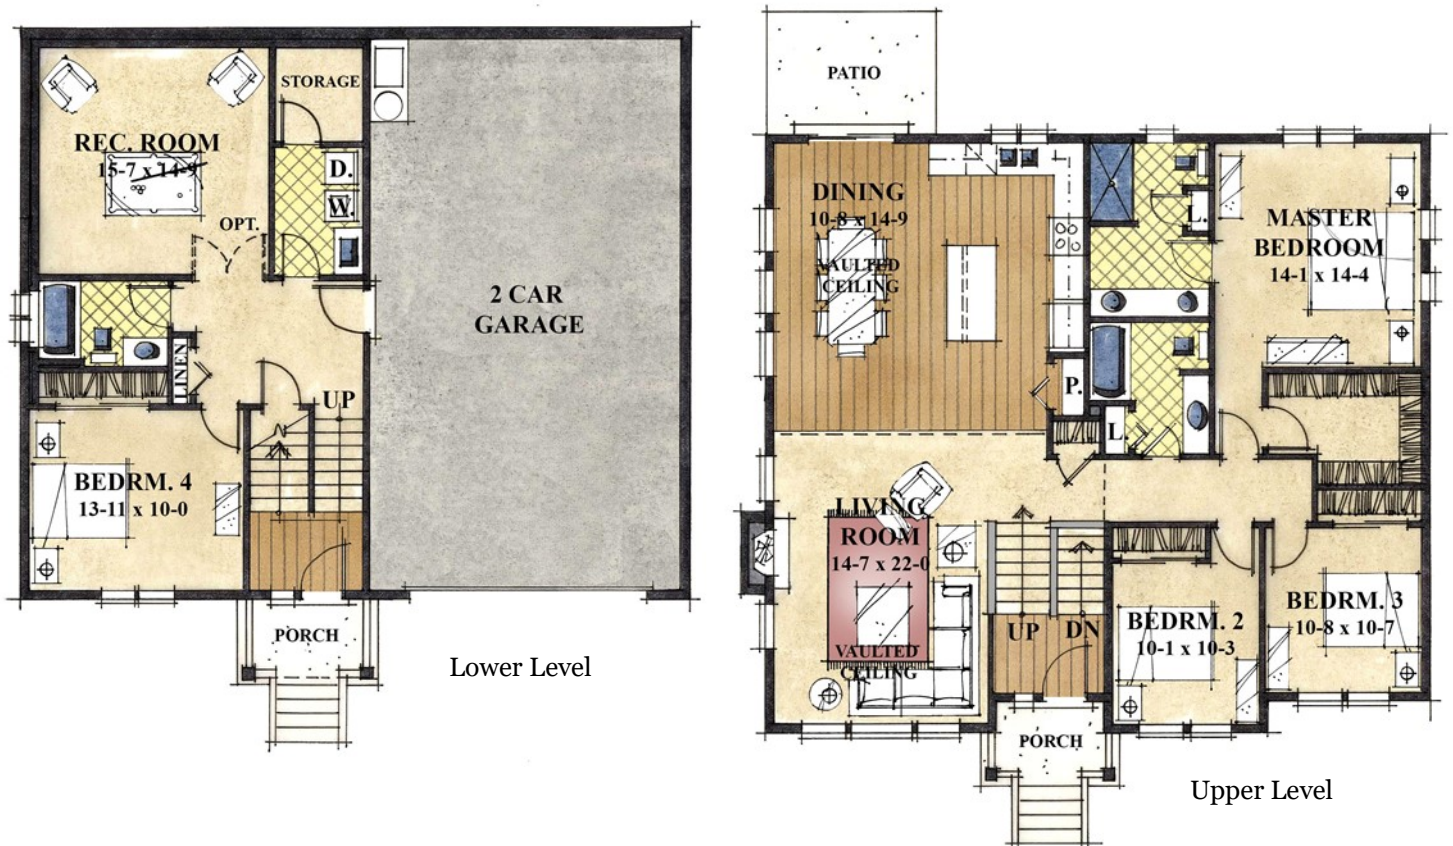 STORAGE
REC. ROOM
15-7 x 14-9
D.
W.
OPT.
2 CAR
GARAGE
LINEN
UP
BEDRM. 4
13-11 x 10-0
PORCH
Lower Level
PATIO
DINING
10-8 x 14-9
VAULTED
CEILING
L.
MASTER
BEDROOM
14-1 x 14-4
P.
L.
LIVING
ROOM
14-7 x 22-0
VAULTED
CEILING
UP
DN
BEDRM. 2
10-1 x 10-3
BEDRM. 3
10-8 x 10-7
PORCH
Upper Level